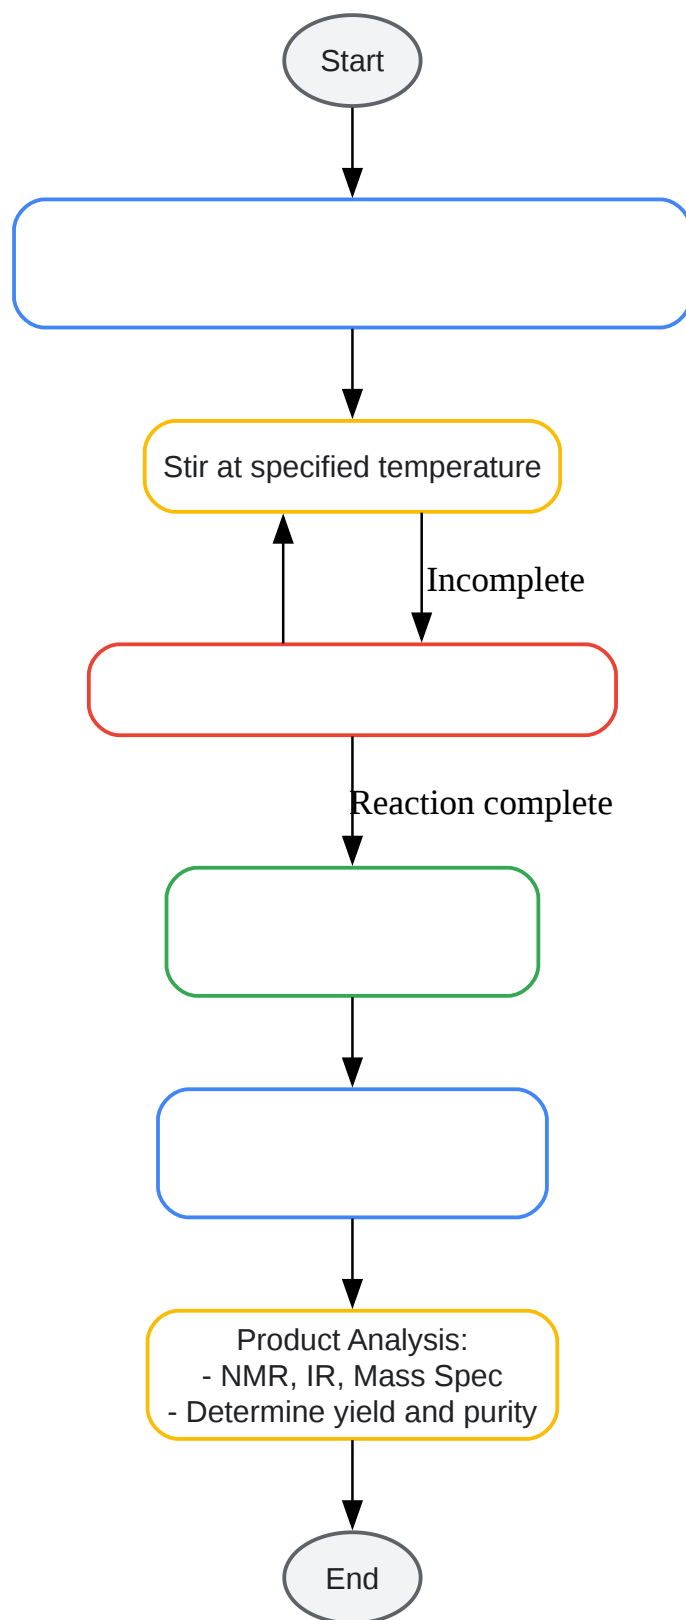 Start
Stir at specified temperature
Incomplete
Reaction complete
Product Analysis:
- NMR, IR, Mass Spec
- Determine yield and purity
End